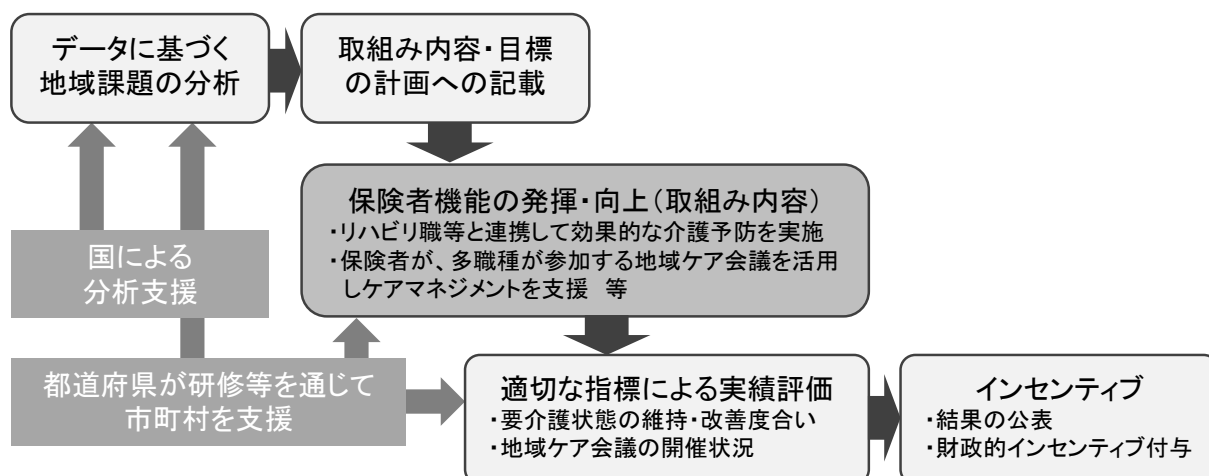 データに基づく
地域課題の分析
取組み内容・目標
の計画への記載
保険者機能の発揮・向上（取組み内容）
・リハビリ職等と連携して効果的な介護予防を実施
・保険者が、多職種が参加する地域ケア会議を活用
しケアマネジメントを支援　等
国による
分析支援
都道府県が研修等を通じて
市町村を支援
適切な指標による実績評価
・要介護状態の維持・改善度合い
・地域ケア会議の開催状況
インセンティブ
・結果の公表
・財政的インセンティブ付与